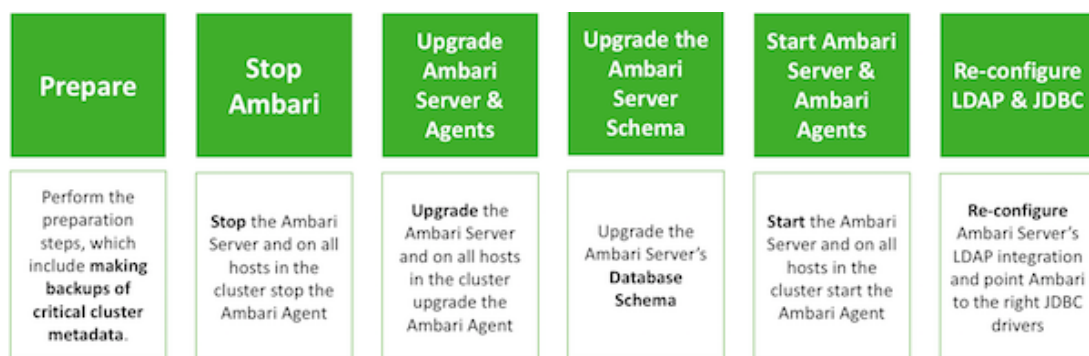 Prepare
Stop
Ambari
Upgrade
Ambari
Server &
Agents
Upgrade the
Ambari
Server
Schema
Start Ambari
Server &
Ambari
Agents
Re-configure
LDAP & JDBC
Perform the
preparation
steps, which
include making
backups of
critical cluster
metadata.
Stop the Ambari
Server and on all
hosts in the
cluster stop the
Ambari Agent
Upgrade the
Ambari Server
and on all hosts
in the cluster
upgrade the
Ambari Agent
Upgrade the
Ambari Server's
Database
Schema
Start the Ambari
Server and on all
hosts in the
cluster start the
Ambari Agent
Re-configure
Ambari Server's
LDAP integration
and point Ambari
to the right JDBC
drivers